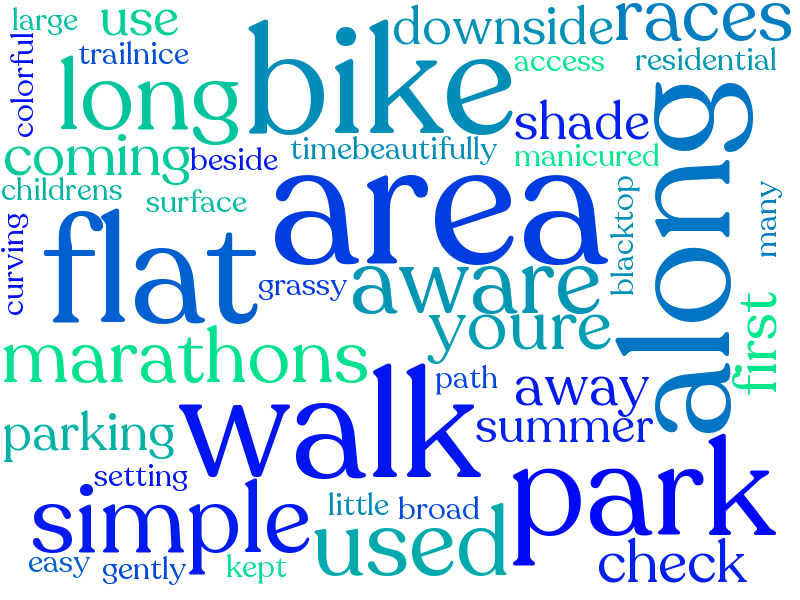 large
use
downside
races
colorful
trailnice
bike
access
residential
long
shade
along
coming
beside
timebeautifully
manicured
childrens
surface
area
blacktop
many
curving
flat
grassy
aware
youre
first
marathons
path
away
walk
summer
parking
setting
park
simple
little
broad
used
check
easy
gently
kept